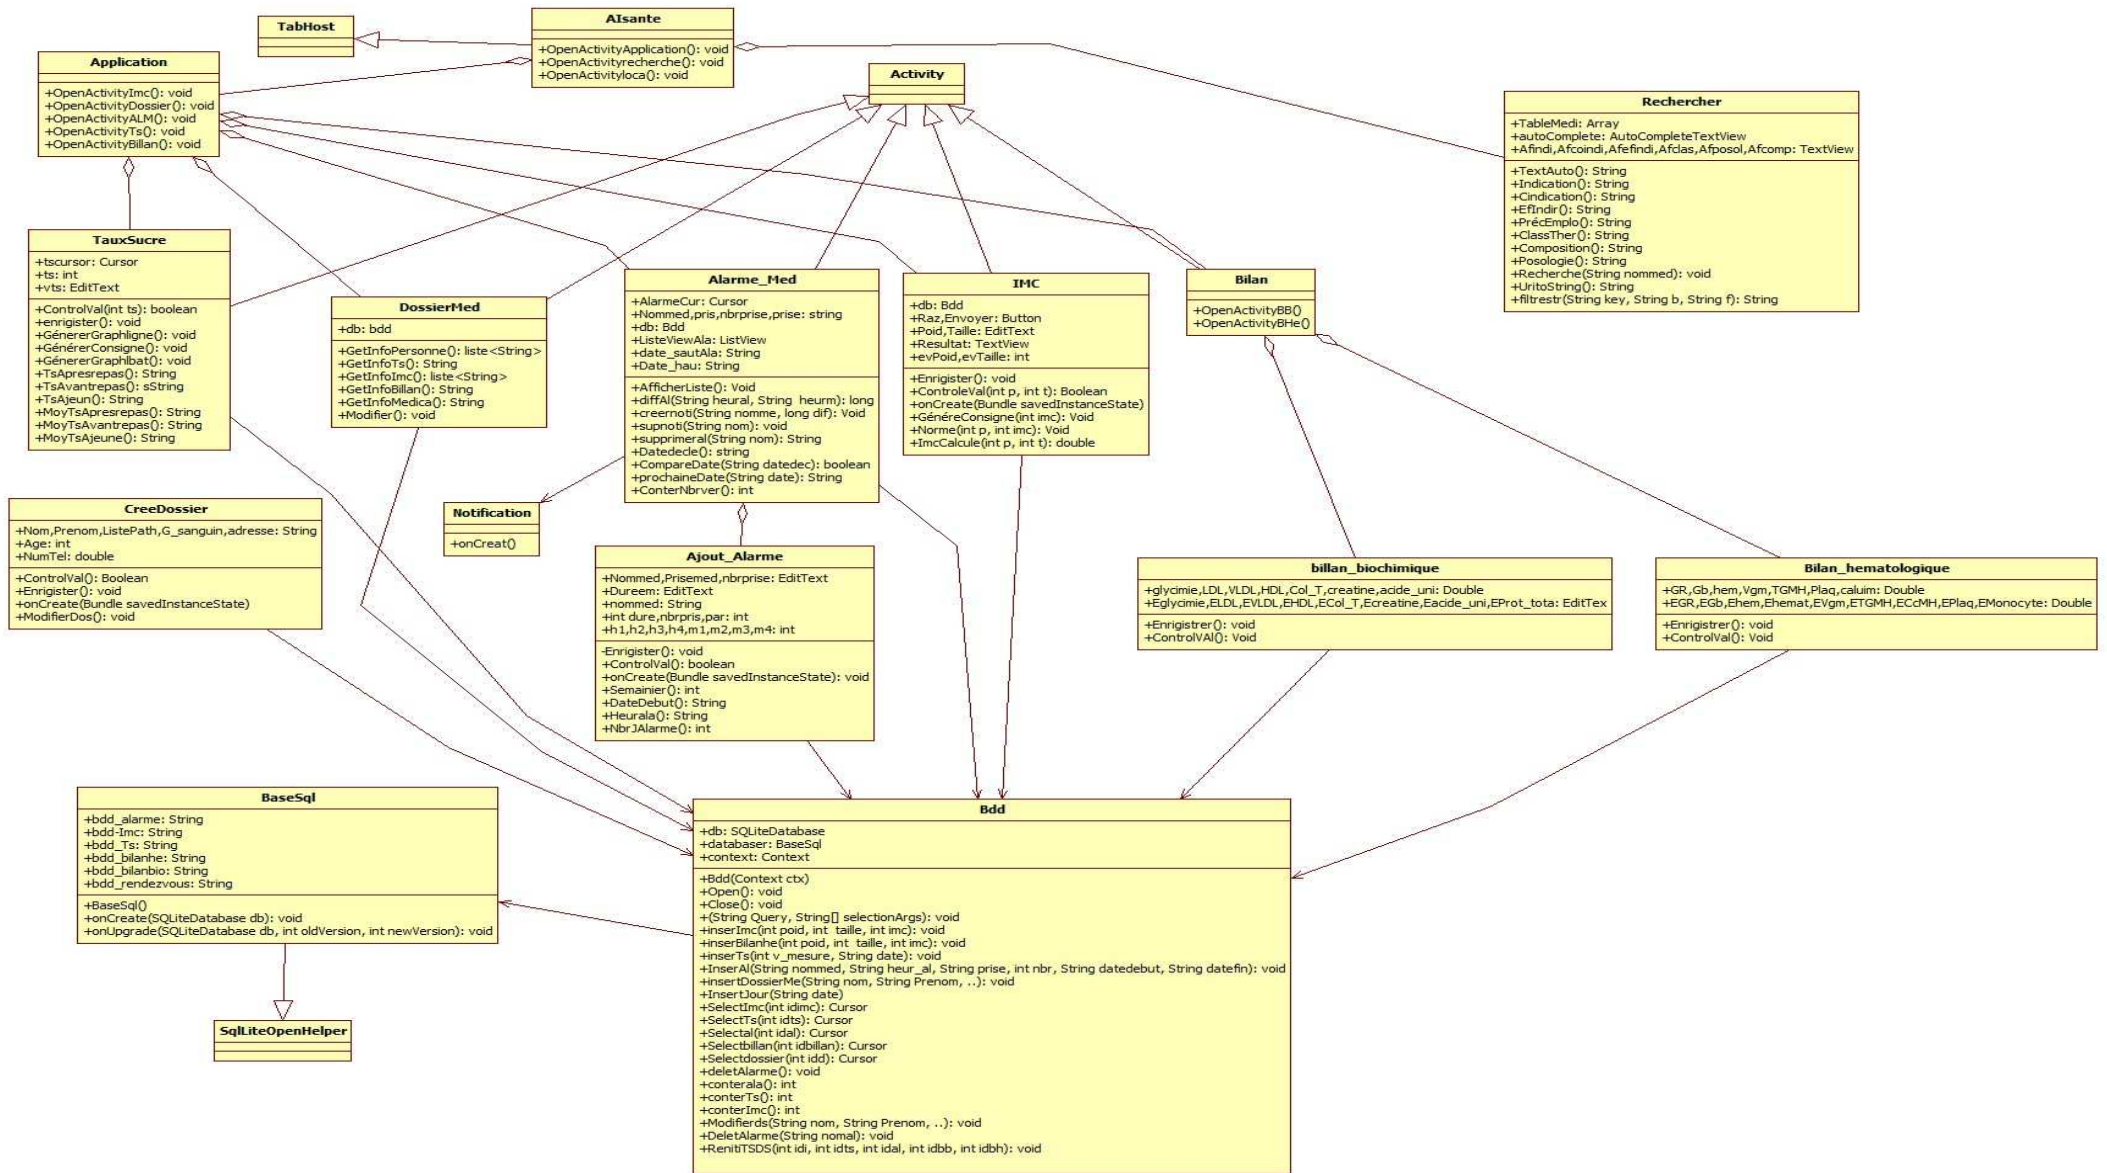 TabHost
AIsante
+OpenActivityApplication(): void
+OpenActivityrecherche(): void
+OpenActivityloca(): void
Application
+OpenActivityImc(): void
+OpenActivityDossier(): void
+OpenActivityALM(): void
+OpenActivityTs(): void
+OpenActivityBillan(): void
Activity
Rechercher
+TableMedi: Array
+autoComplete: AutoCompleteTextView
+Afindi,Afcoindi,Afefindi,Afclas,Afposol,Afcomp: TextView
+TextAuto(): String
+Indication(): String
+Cindication(): String
+EfIndir(): String
+PrécEmplo(): String
+ClassTher(): String
+Composition(): String
+Posologie(): String
+Recherche(String nommed): void
+UritoString(): String
+filtrestr(String key, String b, String f): String
TauxSucre
+tscursor: Cursor
+ts: int
+vts: EditText
+ControlVal(int ts): boolean
+enrigister(): void
+GénererGraphligne(): void
+GénérerConsigne(): void
+GénererGraphlbat(): void
+TsApresrepas(): String
+TsAvantrepas(): sString
+TsAjeun(): String
+MoyTsApresrepas(): String
+MoyTsAvantrepas(): String
+MoyTsAjeune(): String
DossierMed
+db: bdd
+GetInfoPersonne(): liste<String>
+GetInfoTs(): String
+GetInfoImc(): liste<String>
+GetInfoBillan(): String
+GetInfoMedica(): String
+Modifier(): void
Alarme_Med
+AlarmeCur: Cursor
+Nommed,pris,nbrprise,prise: string
+db: Bdd
+ListeViewAla: ListView
+date_sautAla: String
+Date_hau: String
+AfficherListe(): Void
+diffAl(String heural, String heurm): long
+creernoti(String nomme, long dif): Void
+supnoti(String nom): void
+supprimeral(String nom): String
+Datedecle(): string
+CompareDate(String datedec): boolean
+prochaineDate(String date): String
+ConterNbrver(): int
IMC
+db: Bdd
+Raz,Envoyer: Button
+Poid,Taille: EditText
+Resultat: TextView
+evPoid,evTaille: int
+Enrigister(): void
+ControleVal(int p, int t): Boolean
+onCreate(Bundle savedInstanceState)
+GénéreConsigne(int imc): Void
+Norme(int p, int imc): Void
+ImcCalcule(int p, int t): double
Bilan
+OpenActivityBB()
+OpenActivityBHe()
CreeDossier
+Nom,Prenom,ListePath,G_sanguin,adresse: String
+Age: int
+NumTel: double
+ControlVal(): Boolean
+Enrigister(): void
+onCreate(Bundle savedInstanceState)
+ModifierDos(): void
Notification
+onCreat()
Ajout_Alarme
+Nommed,Prisemed,nbrprise: EditText
+Dureem: EditText
+nommed: String
+int dure,nbrpris,par: int
+h1,h2,h3,h4,m1,m2,m3,m4: int
-Enrigister(): void
+ControlVal(): boolean
+onCreate(Bundle savedInstanceState): void
+Semainier(): int
+DateDebut(): String
+Heurala(): String
+NbrJAlarme(): int
billan_biochimique
+glycimie,LDL,VLDL,HDL,Col_T,creatine,acide_uni: Double
+Eglycimie,ELDL,EVLDL,EHDL,ECol_T,Ecreatine,Eacide_uni,EProt_tota: EditTex
+Enrigistrer(): void
+ControlVAl(): Void
Bilan_hematologique
+GR,Gb,hem,Vgm,TGMH,Plaq,caluim: Double
+EGR,EGb,Ehem,Ehemat,EVgm,ETGMH,ECcMH,EPlaq,EMonocyte: Double
+Enrigistrer(): void
+ControlVal(): Void
BaseSql
+bdd_alarme: String
+bdd-Imc: String
+bdd_Ts: String
+bdd_bilanhe: String
+bdd_bilanbio: String
+bdd_rendezvous: String
+BaseSql()
+onCreate(SQLiteDatabase db): void
+onUpgrade(SQLiteDatabase db, int oldVersion, int newVersion): void
SqlLiteOpenHelper
Bdd
+db: SQLiteDatabase
+databaser: BaseSql
+context: Context
+Bdd(Context ctx)
+Open(): void
+Close(): void
+(String Query, String[] selectionArgs): void
+inserImc(int poid, int taille, int imc): void
+inserBilanhe(int poid, int taille, int imc): void
+inserTs(int v_mesure, String date): void
+InserAl(String nommed, String heur_al, String prise, int nbr, String datedebut, String datefin): void
+insertDossierMe(String nom, String Prenom, ..): void
+InsertJour(String date)
+SelectImc(int idimc): Cursor
+SelectTs(int idts): Cursor
+Selectal(int idal): Cursor
+Selectbillan(int idbillan): Cursor
+Selectdossier(int idd): Cursor
+deletAlarme(): void
+conterala(): int
+conterTs(): int
+conterImc(): int
+Modifierds(String nom, String Prenom, ..): void
+DeletAlarme(String nomal): void
+RenitiTSDS(int idi, int idts, int idal, int idbb, int idbh): void